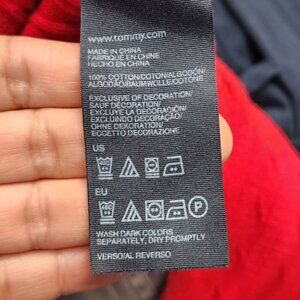 www.tommy.com
MADE IN CHINA
FABRIQUÉ EN CHINE
HECHO EN CHINA
100% COTTON/COTON/ALGODÓN/
ALGODÃO/BAUMWOLLE/COTONE
EXCLUSIVE OF DECORATION/
EXCLUANT LA DÉCORATION/
EXCLUYE LA DECORACIÓN/
EXCLUINDO DECORAÇÃO/
OHNE DEKORATION/
ECCETTO DECORAZIONE
US
EU
P
WASH DARK COLORS
SEPARATELY, DRY PROMPTLY
VERSO/AL REVERSO